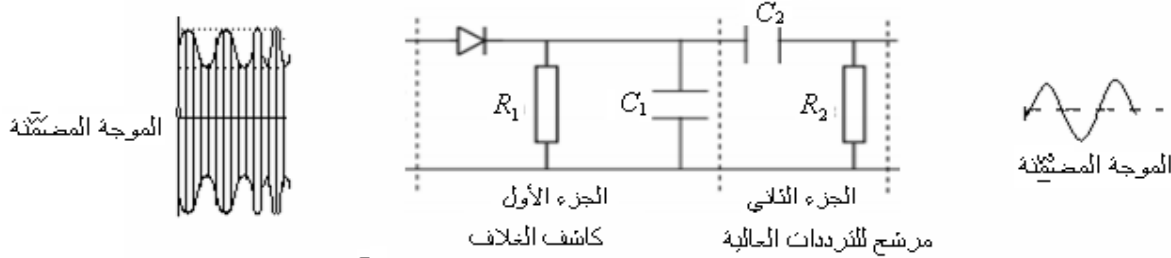 C₂
R₁
C₁
R₂
الموجة المضمَّنة
الموجة المضمِّنة
الجزء الأول
الجزء الثاني
كاشف الغلاف
مرشح للترددات العالية